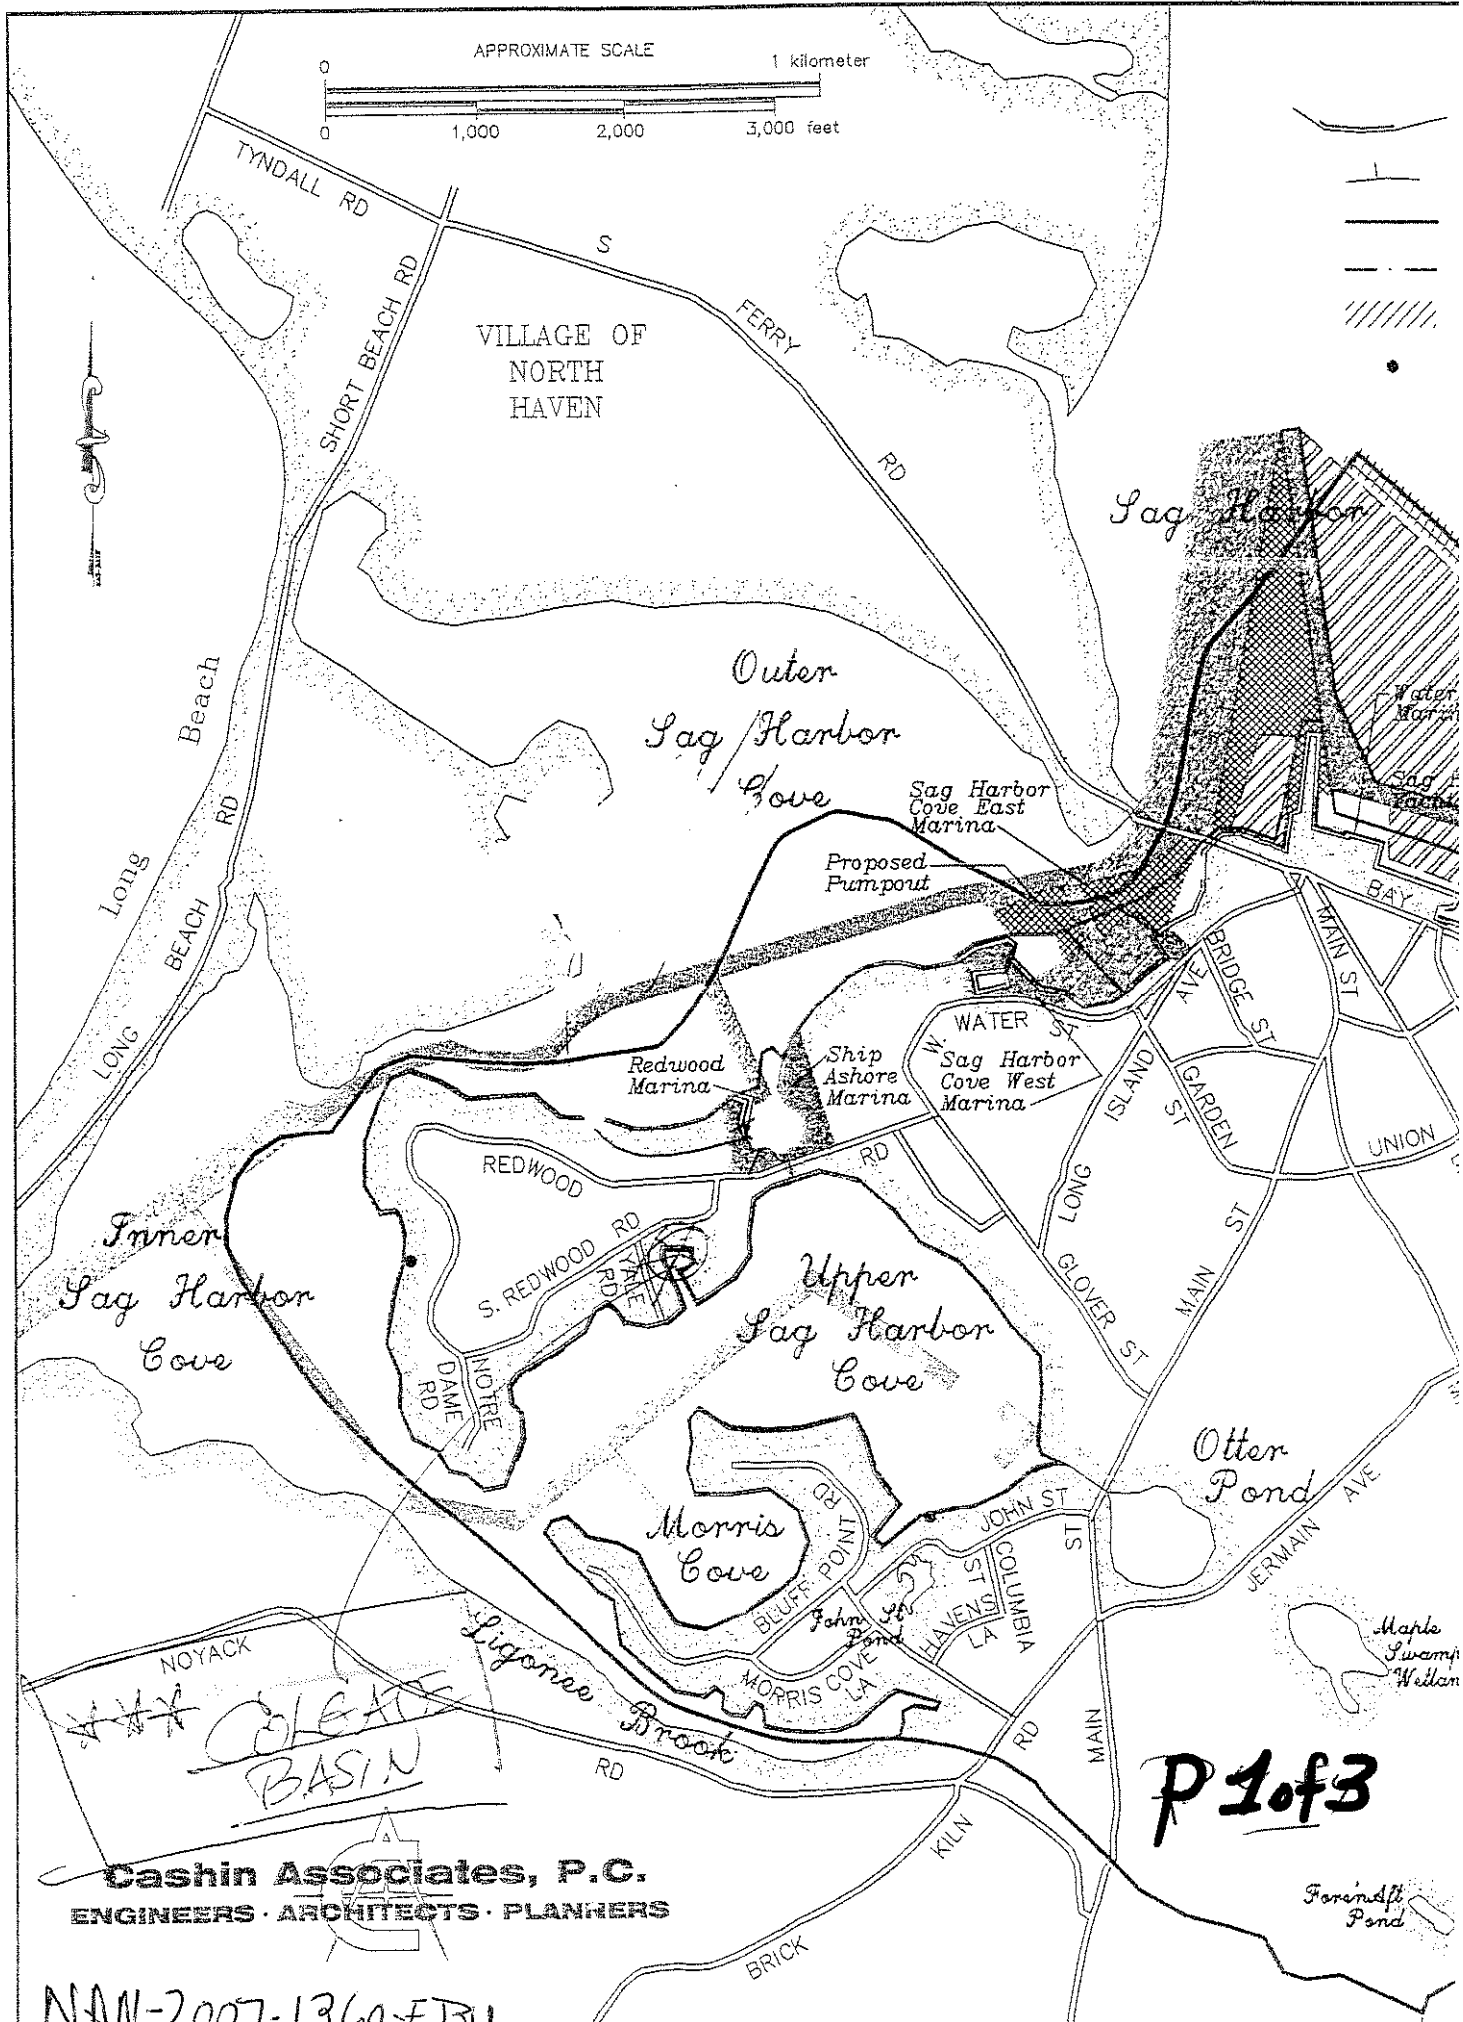 APPROXIMATE SCALE
0 1 kilometer
0 1,000 2,000 3,000 feet
TYNDALL RD
S FERRY RD
SHORT BEACH RD
VILLAGE OF
NORTH
HAVEN
Sag Harbor
Long Beach
LONG BEACH RD
Outer
Sag Harbor
Cove
Sag Harbor
Cove East
Marina
Proposed
Pumpout
Water
Sag
BAY
MAIN ST
BRIDGE ST
AVE
W. WATER ST
Redwood
Marina
Ship
Ashore
Marina
Sag Harbor
Cove West
Marina
LONG ISLAND
GARDEN ST
UNION
REDWOOD RD
S. REDWOOD RD
YALE
RD
Inner
Sag Harbor
Cove
Upper
Sag Harbor
Cove
GLOVER ST
MAIN ST
NOTRE
DAME
RD
Otter
Pond
JERMAIN AVE
Morris
Cove
BLUFF POINT RD
JOHN ST
John St
Pond
HAVENS
LA
COLUMBIA
ST
ST
MORRIS COVE
LA
Maple
Swamp
NOYACK RD
Ligonee Brook
COLGATE
BASIN
MAIN
BRICK KILN RD
P 1of3
Cashin Associates, P.C.
ENGINEERS · ARCHITECTS · PLANNERS
Fore'n Aft
Pond